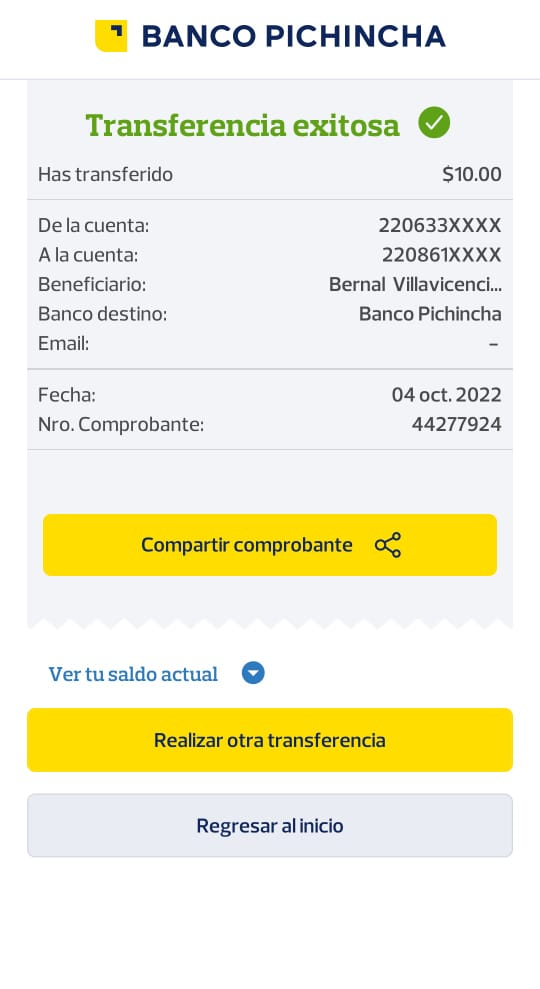 BANCO PICHINCHA
Transferencia exitosa
Has transferido $10.00
De la cuenta: 220633XXXX
A la cuenta: 220861XXXX
Beneficiario: Bernal Villavicenci...
Banco destino: Banco Pichincha
Email: –
Fecha: 04 oct. 2022
Nro. Comprobante: 44277924
Compartir comprobante
Ver tu saldo actual
Realizar otra transferencia
Regresar al inicio